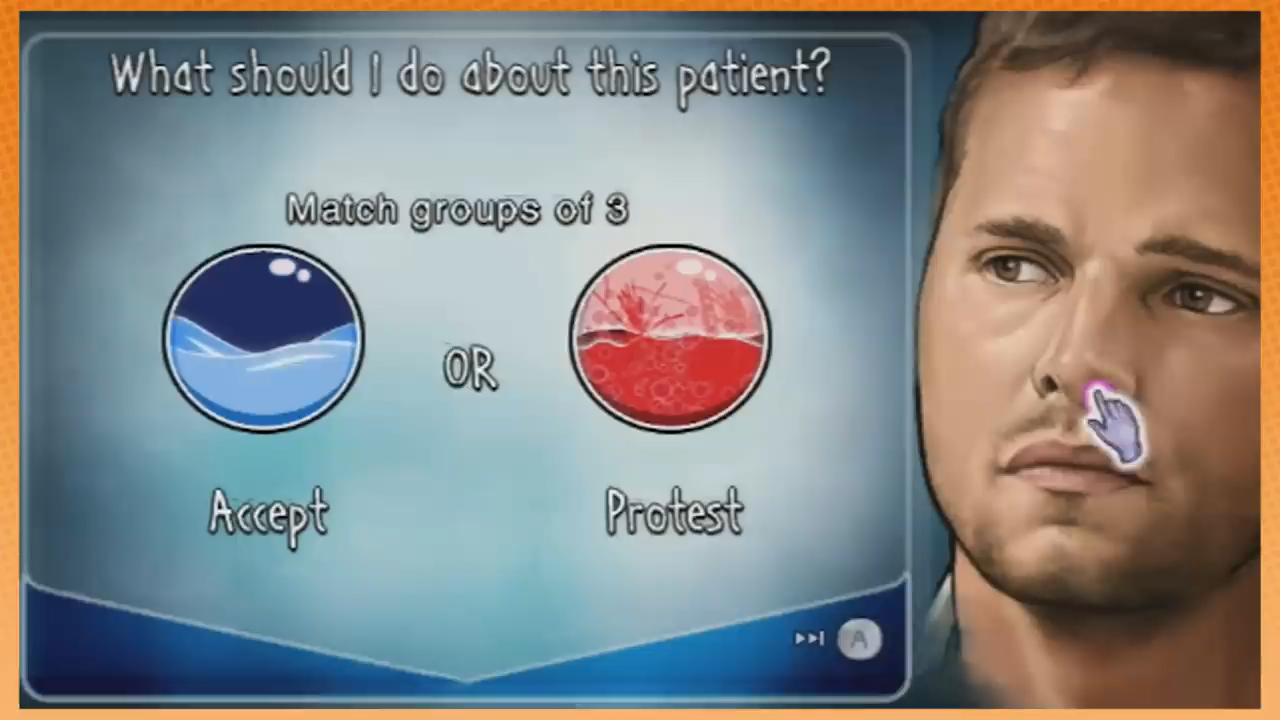 What should I do about this patient?
Match groups of 3
OR
Accept
Protest
A